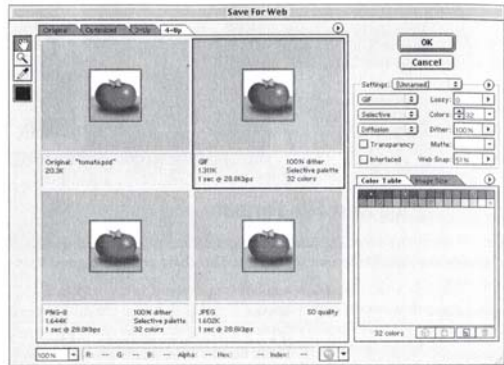 Save For Web
Original
Optimized
2-Up
4-Up
OK
Cancel
Settings: [Unnamed]
GIF
Lossy: 0
Selective
Colors: 32
Diffusion
Dither: 100%
Transparency
Matte:
Interlaced
Web Snap: 51%
Original: "tomato.psd"
20.3K
GIF
100% dither
1.311K
Selective palette
1 sec @ 28.8Kbps
32 colors
Color Table
Image Size
PNG-8
100% dither
1.644K
Selective palette
1 sec @ 28.8Kbps
32 colors
JPEG
50 quality
1.602K
1 sec @ 28.8Kbps
32 colors
100%
R: -- G: -- B: -- Alpha: -- Hex: -- Index: --